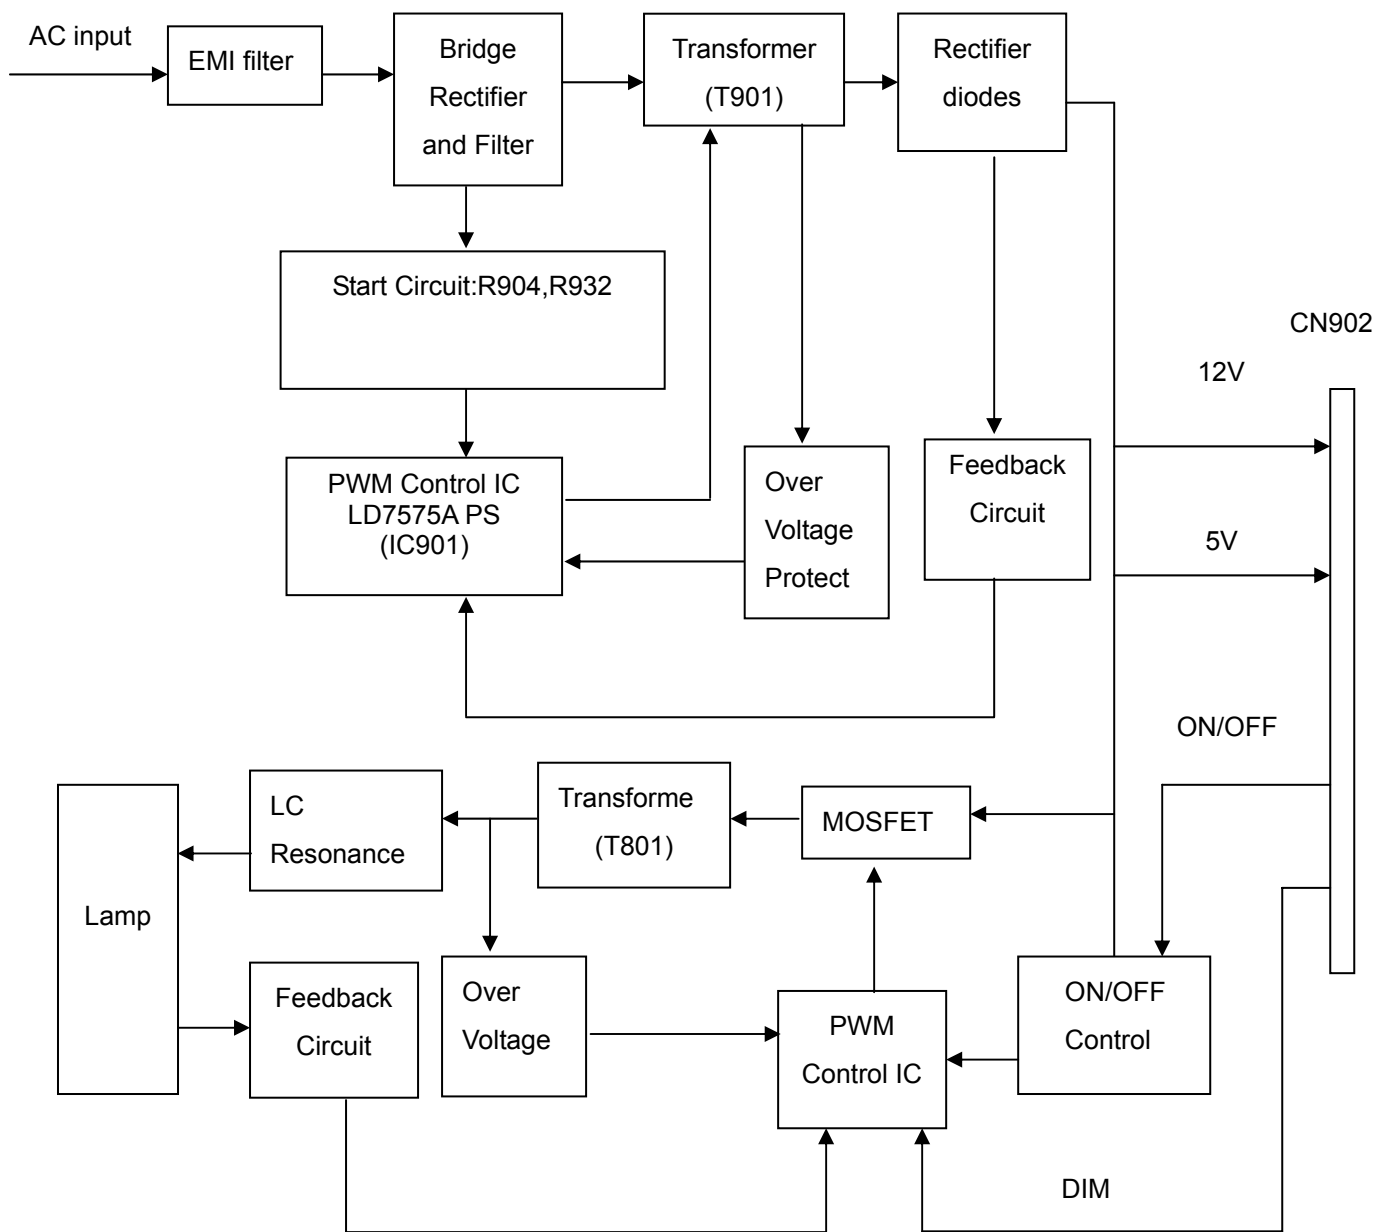 AC input
EMI filter
Bridge
Rectifier
and Filter
Transformer
(T901)
Rectifier
diodes
Start Circuit:R904,R932
CN902
12V
PWM Control IC
LD7575A PS
(IC901)
Over
Voltage
Protect
Feedback
Circuit
5V
ON/OFF
LC
Resonance
Transforme
(T801)
MOSFET
Lamp
Feedback
Circuit
Over
Voltage
PWM
Control IC
ON/OFF
Control
DIM